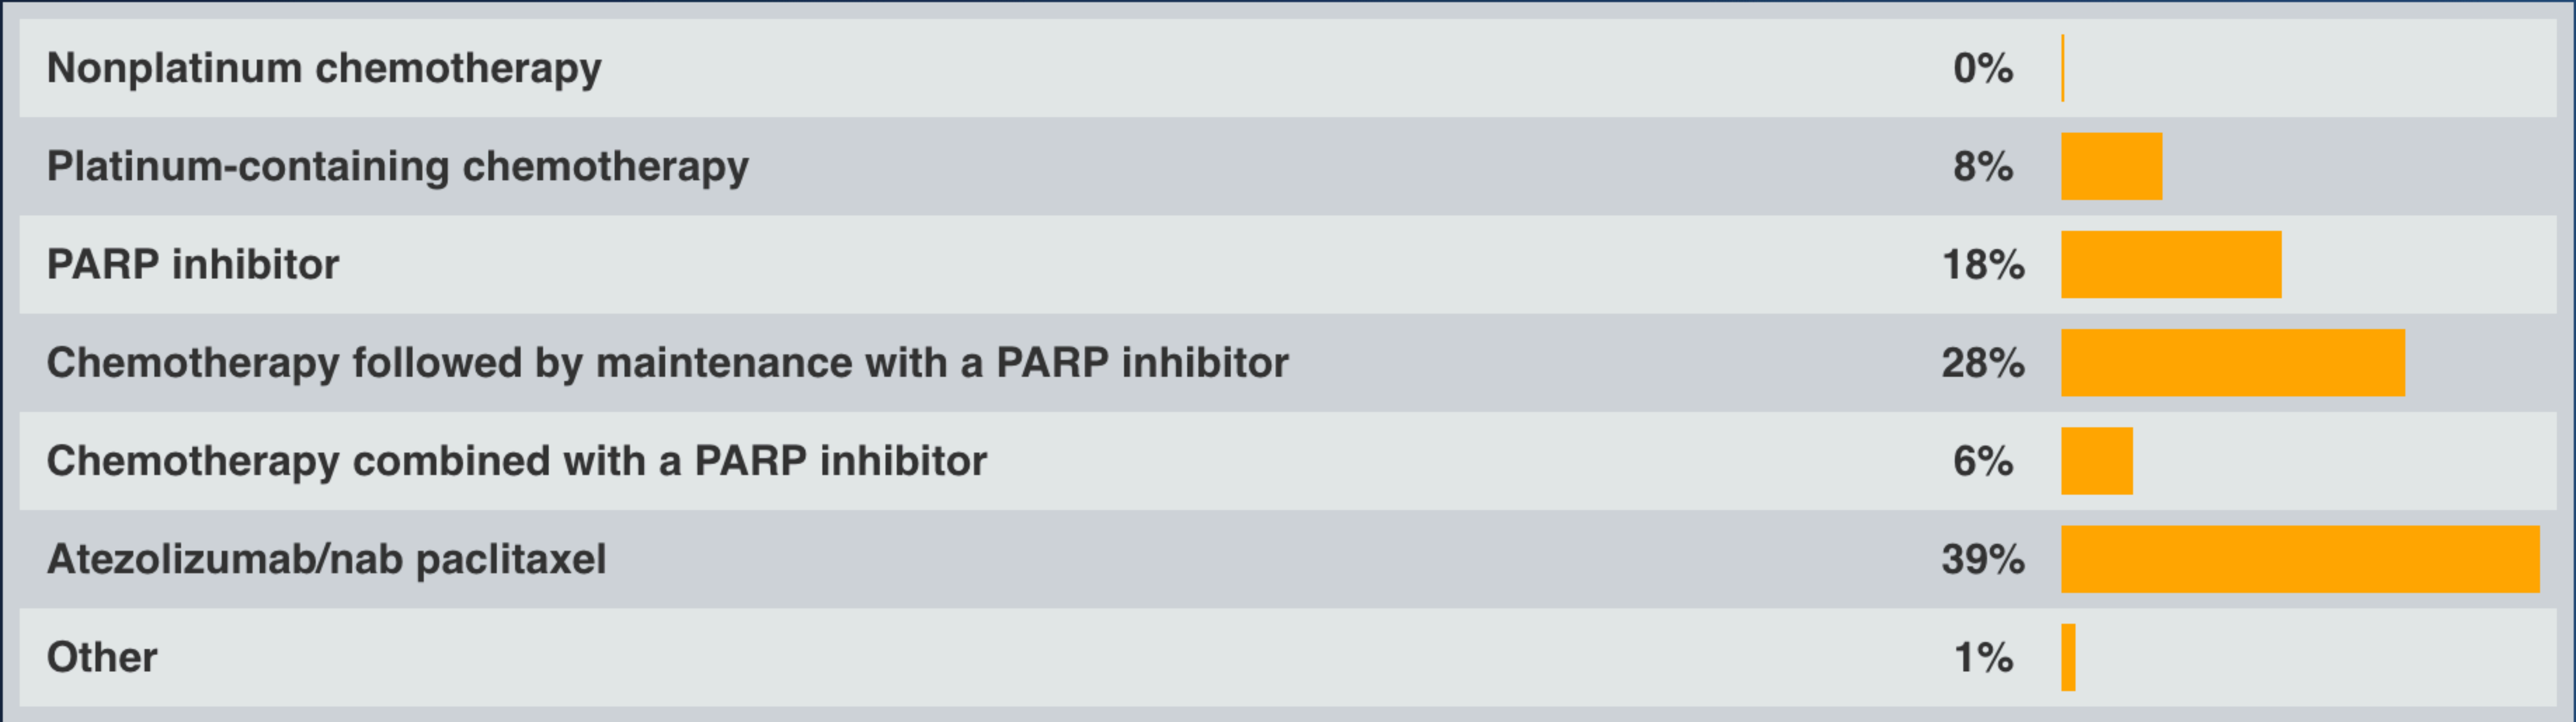 Nonplatinum chemotherapy 0%
Platinum-containing chemotherapy 8%
PARP inhibitor 18%
Chemotherapy followed by maintenance with a PARP inhibitor 28%
Chemotherapy combined with a PARP inhibitor 6%
Atezolizumab/nab paclitaxel 39%
Other 1%